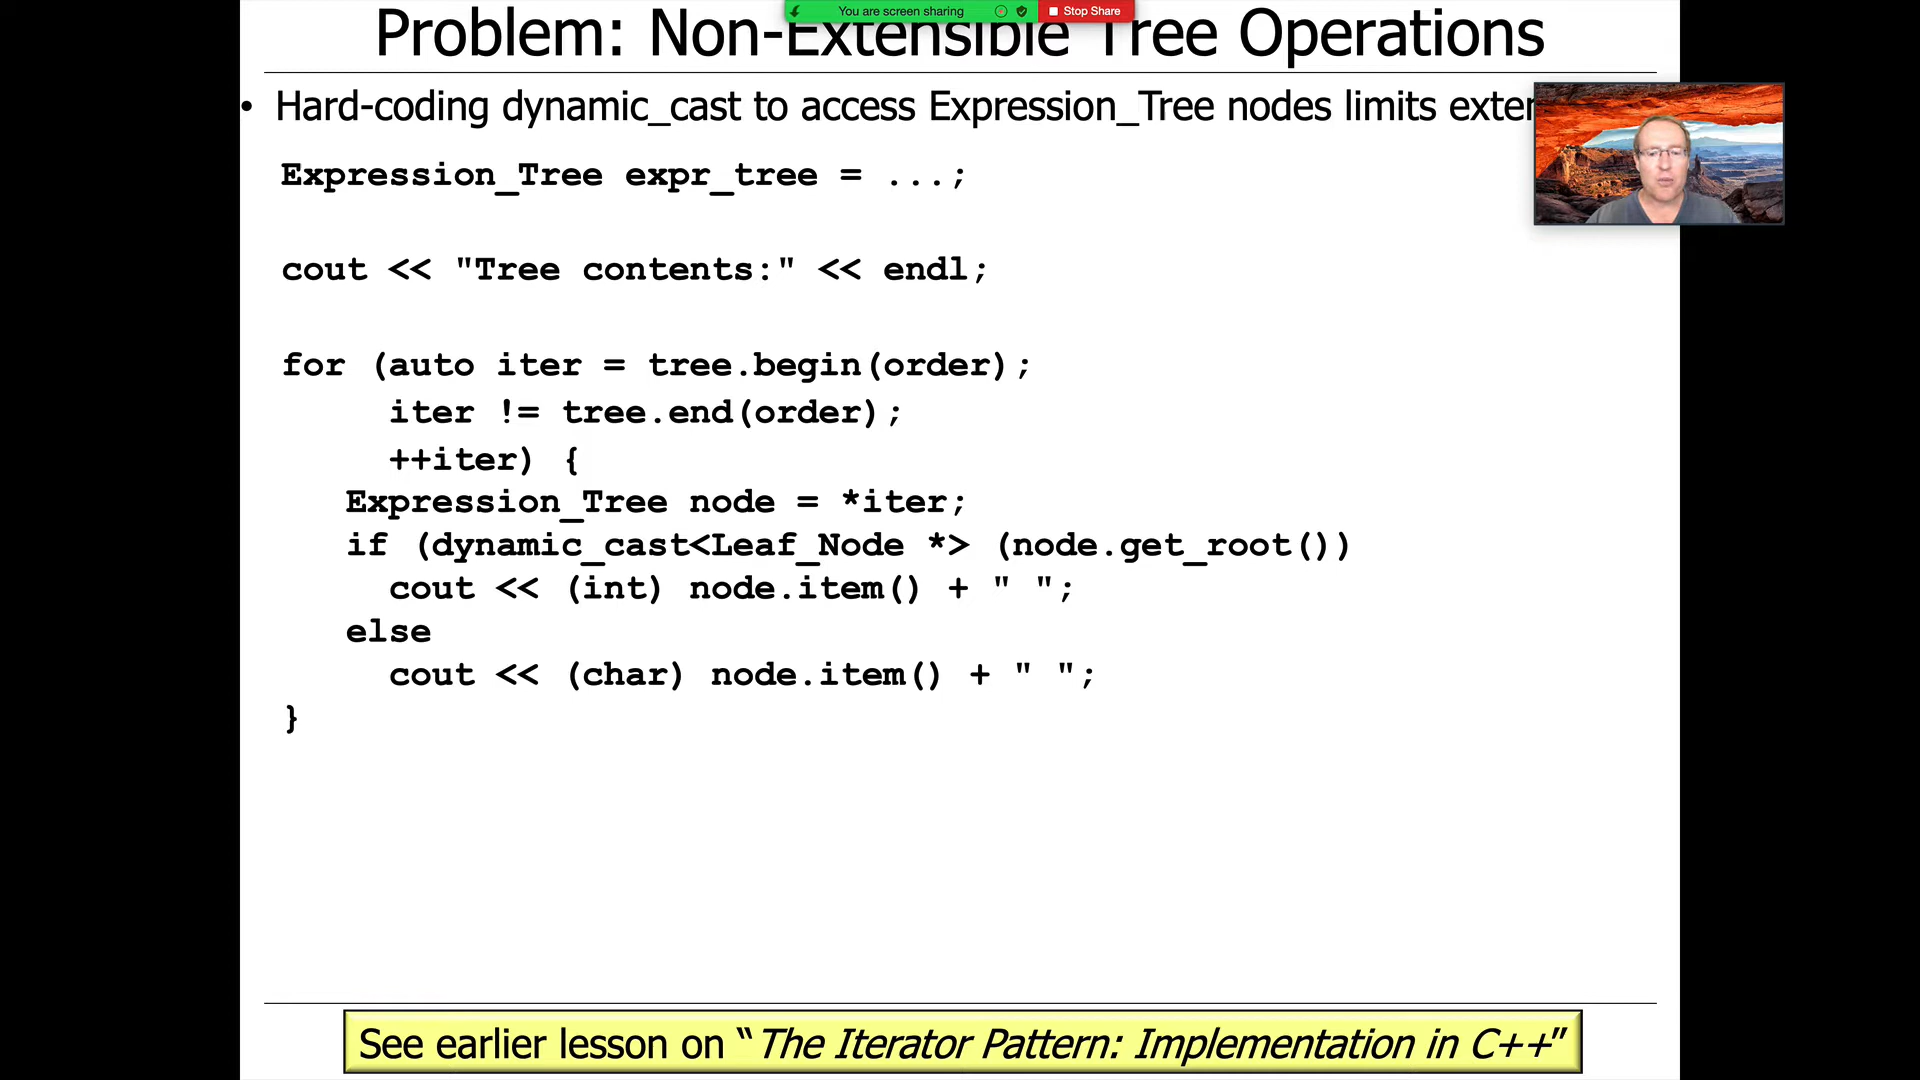 You are screen sharing
Stop Share
Problem: Non-Extensible Tree Operations
• Hard-coding dynamic_cast to access Expression_Tree nodes limits
Expression_Tree expr_tree = ...;
cout << "Tree contents:" << endl;
for (auto iter = tree.begin(order);
iter != tree.end(order);
++iter) {
Expression_Tree node = *iter;
if (dynamic_cast<Leaf_Node *> (node.get_root())
cout << (int) node.item() + " ";
else
cout << (char) node.item() + " ";
}
See earlier lesson on “The Iterator Pattern: Implementation in C++”